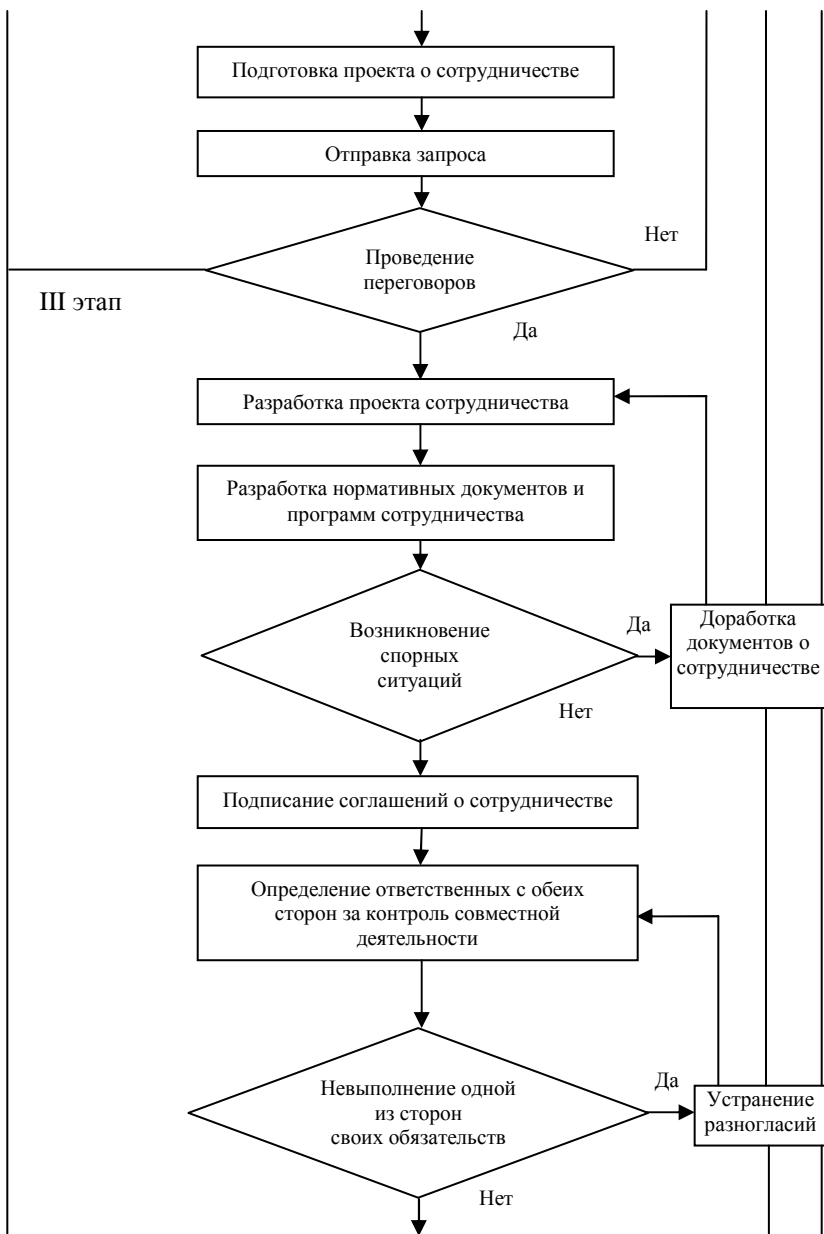 Подготовка проекта о сотрудничестве
Отправка запроса
Нет
Проведение
переговоров
III этап
Да
Разработка проекта сотрудничества
Разработка нормативных документов и
программ сотрудничества
Возникновение
спорных
ситуаций
Да
Доработка
документов о
сотрудничестве
Нет
Подписание соглашений о сотрудничестве
Определение ответственных с обеих
сторон за контроль совместной
деятельности
Невыполнение одной
из сторон
своих обязательств
Да
Устранение
разногласий
Нет